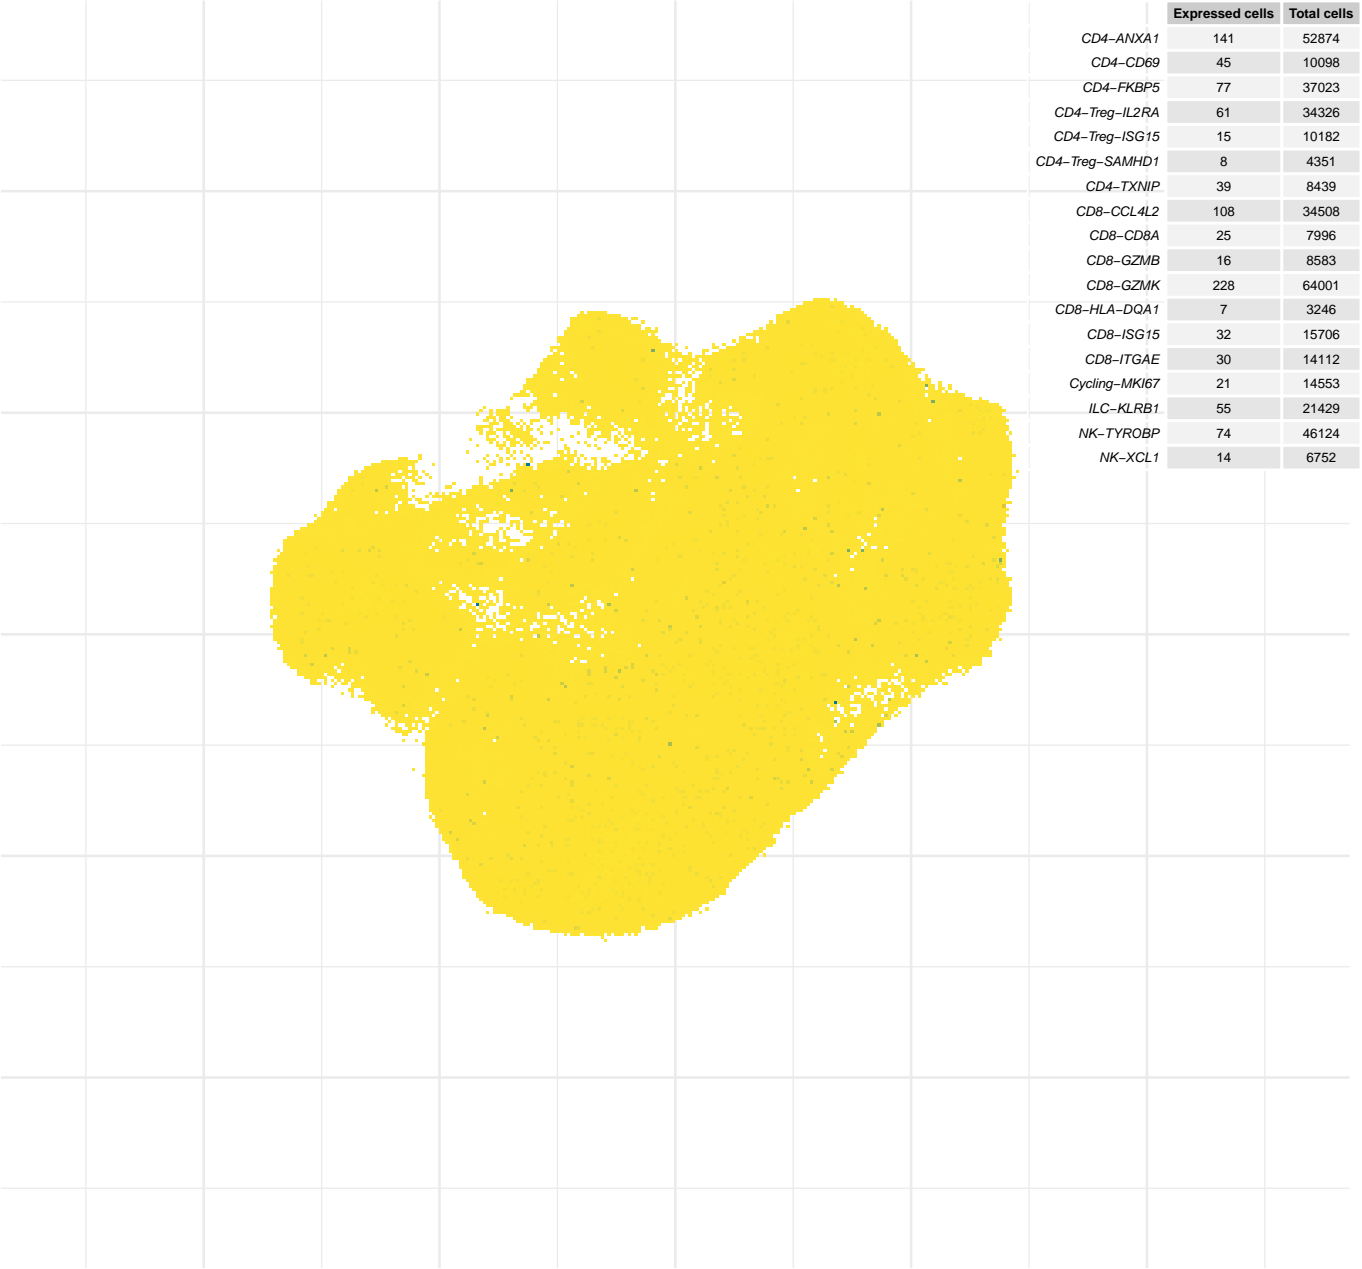 Expressed cells Total cells
CD4−ANXA1 141 52874
CD4−CD69 45 10098
CD4−FKBP5 77 37023
CD4−Treg−IL2RA 61 34326
CD4−Treg−ISG15 15 10182
CD4−Treg−SAMHD1 8 4351
CD4−TXNIP 39 8439
CD8−CCL4L2 108 34508
CD8−CD8A 25 7996
CD8−GZMB 16 8583
CD8−GZMK 228 64001
CD8−HLA−DQA1 7 3246
CD8−ISG15 32 15706
CD8−ITGAE 30 14112
Cycling−MKI67 21 14553
ILC−KLRB1 55 21429
NK−TYROBP 74 46124
NK−XCL1 14 6752